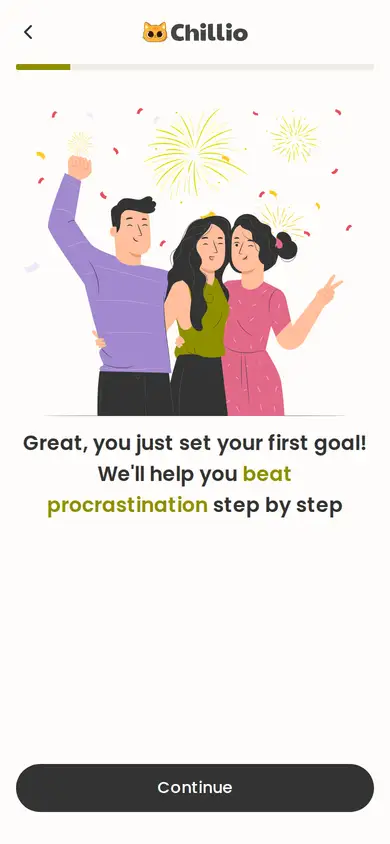 Chillio
Great, you just set your first goal!
We'll help you beat
procrastination step by step
Continue